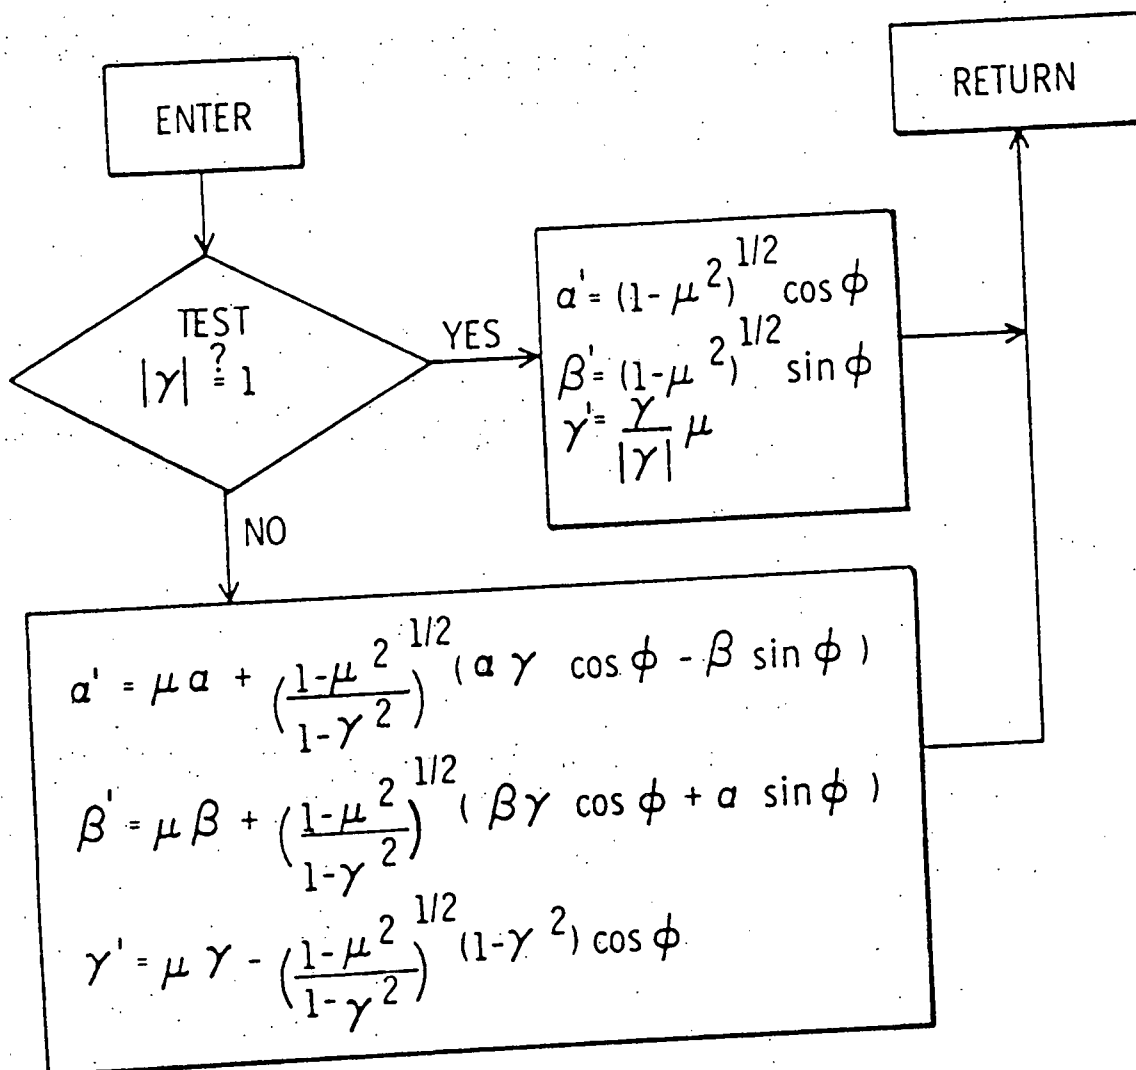 ENTER
RETURN
TEST
|γ| ≟ 1
YES
α' = (1-μ²)^1/2 cos ϕ
β' = (1-μ²)^1/2 sin ϕ
γ' = γ/|γ| μ
NO
α' = μα + ((1-μ²)/(1-γ²))^1/2 (αγ cos ϕ - β sin ϕ)
β' = μβ + ((1-μ²)/(1-γ²))^1/2 (βγ cos ϕ + α sin ϕ)
γ' = μγ - ((1-μ²)/(1-γ²))^1/2 (1-γ²) cos ϕ